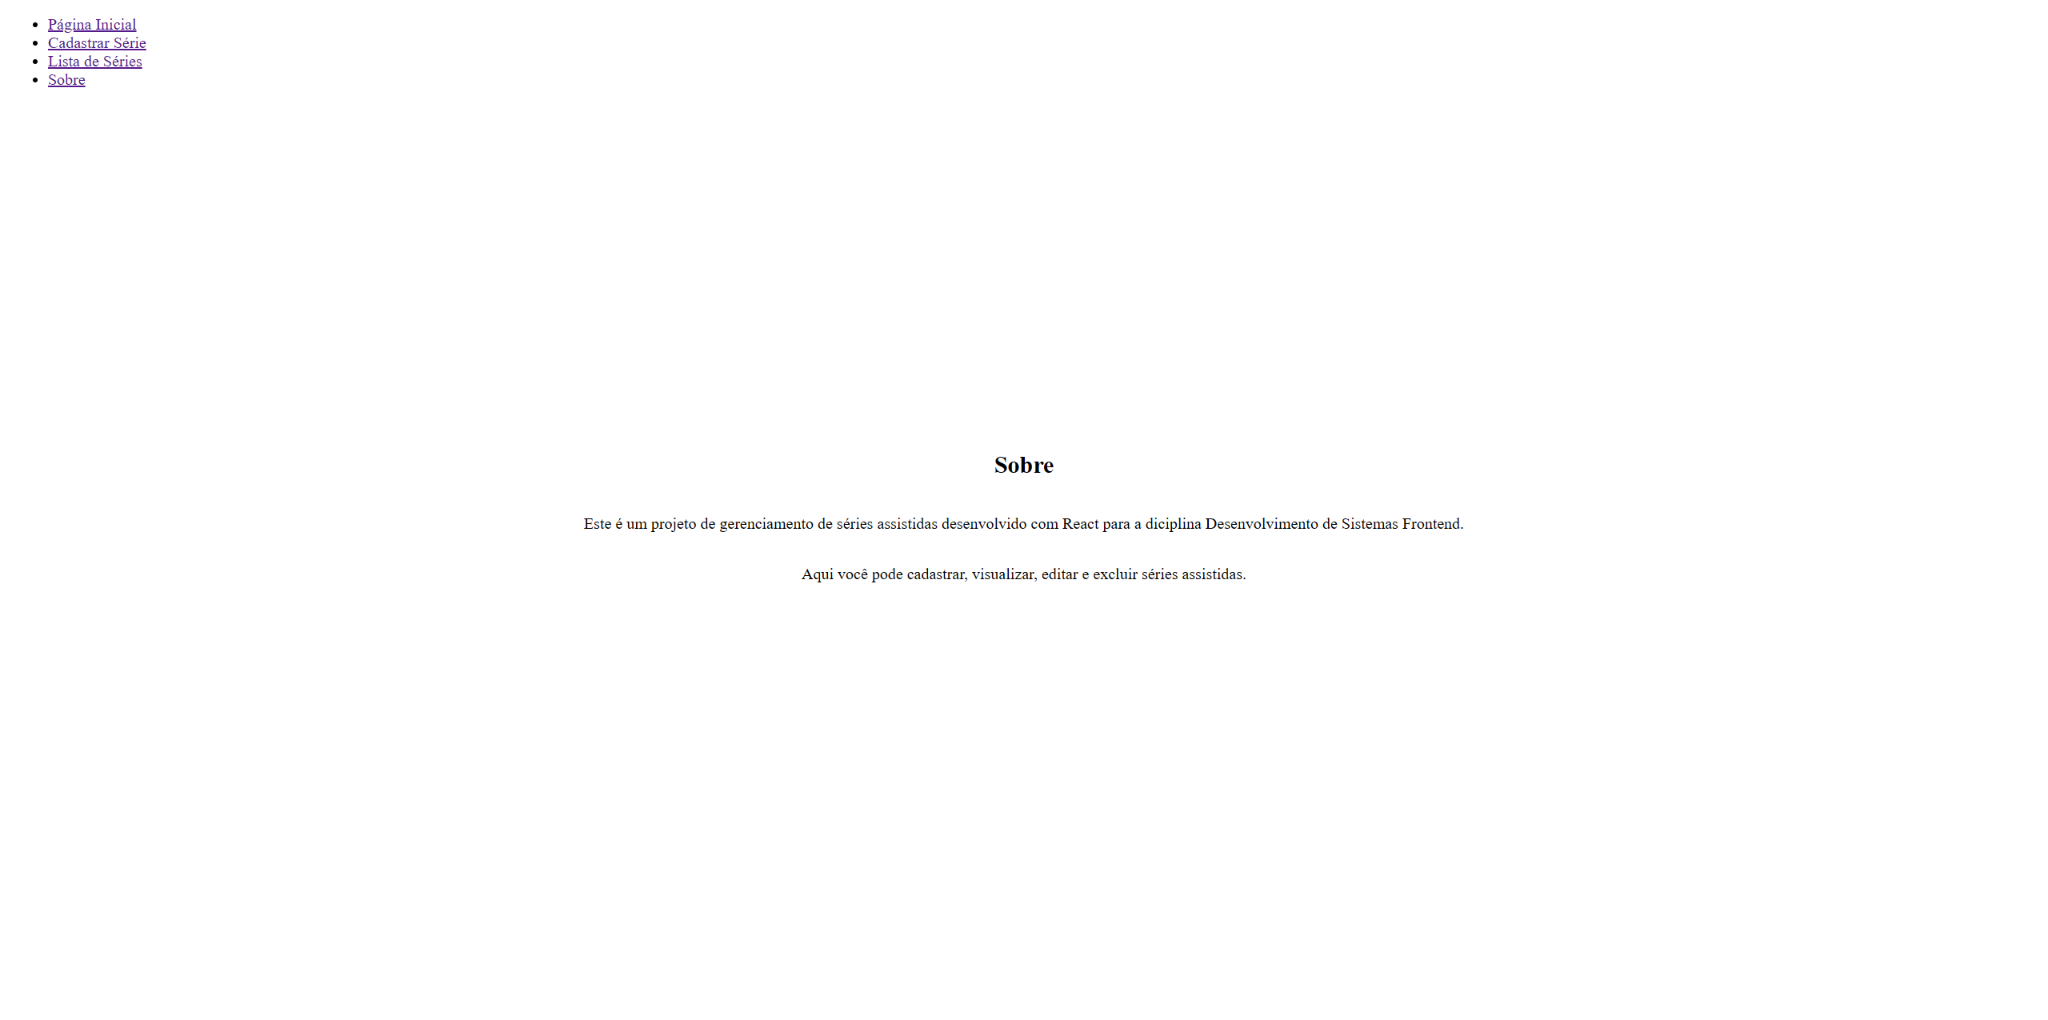 Página Inicial
Cadastrar Série
Lista de Séries
Sobre
Sobre
Este é um projeto de gerenciamento de séries assistidas desenvolvido com React para a diciplina Desenvolvimento de Sistemas Frontend.
Aqui você pode cadastrar, visualizar, editar e excluir séries assistidas.